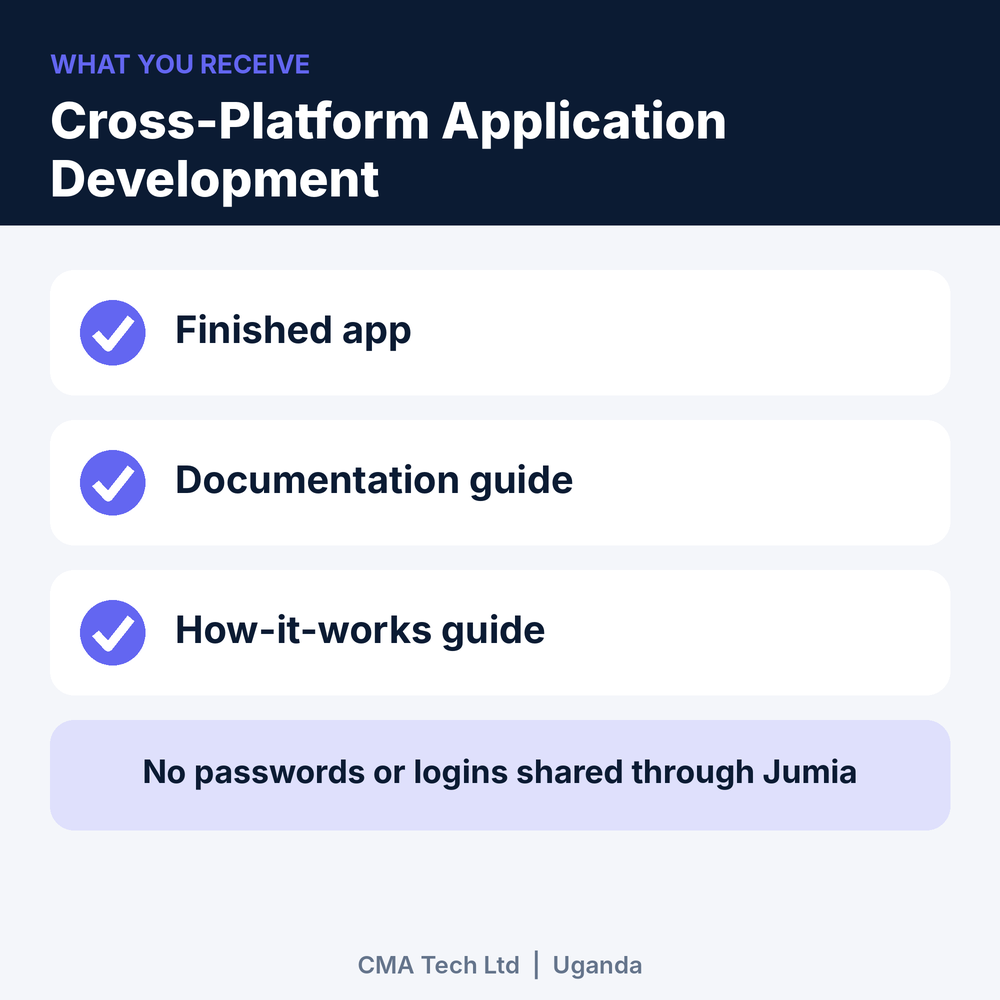 WHAT YOU RECEIVE
Cross-Platform Application
Development
Finished app
Documentation guide
How-it-works guide
No passwords or logins shared through Jumia
CMA Tech Ltd | Uganda